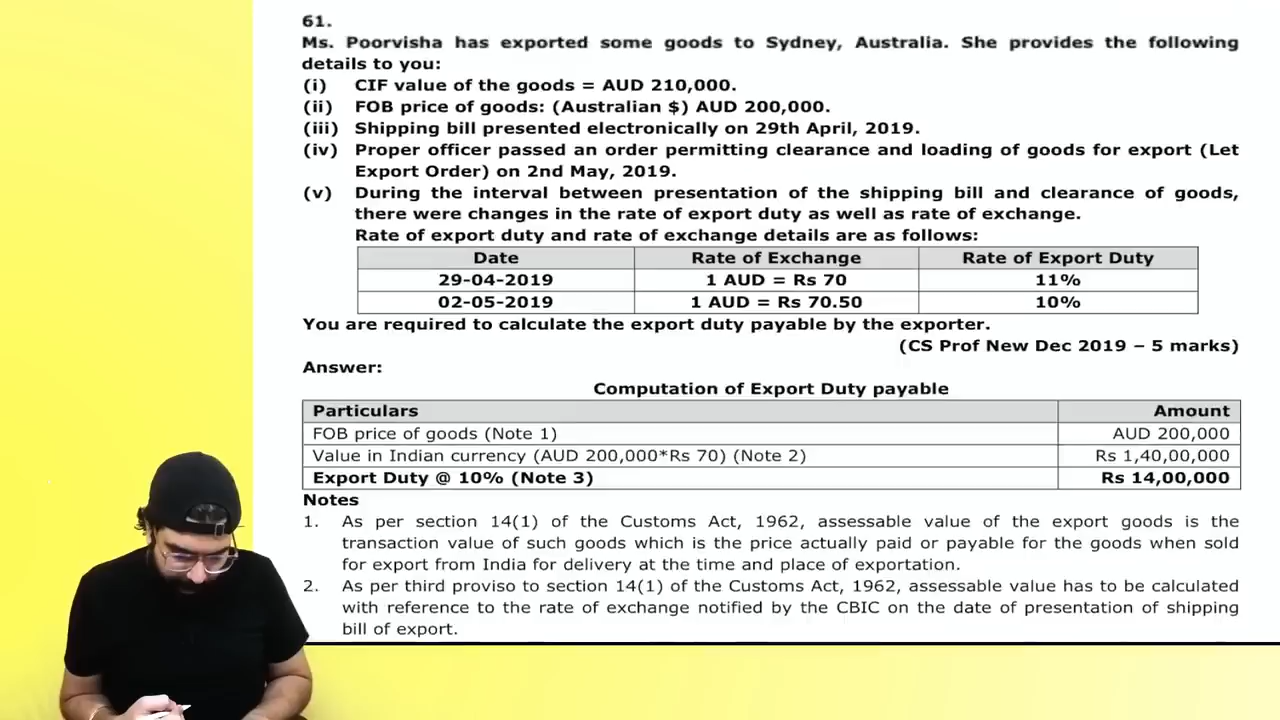 61.
Ms. Poorvisha has exported some goods to Sydney, Australia. She provides the following
details to you:
(i) CIF value of the goods = AUD 210,000.
(ii) FOB price of goods: (Australian $) AUD 200,000.
(iii) Shipping bill presented electronically on 29th April, 2019.
(iv) Proper officer passed an order permitting clearance and loading of goods for export (Let
Export Order) on 2nd May, 2019.
(v) During the interval between presentation of the shipping bill and clearance of goods,
there were changes in the rate of export duty as well as rate of exchange.
Rate of export duty and rate of exchange details are as follows:
Date Rate of Exchange Rate of Export Duty
29-04-2019 1 AUD = Rs 70 11%
02-05-2019 1 AUD = Rs 70.50 10%
You are required to calculate the export duty payable by the exporter.
(CS Prof New Dec 2019 – 5 marks)
Answer:
Computation of Export Duty payable
Particulars Amount
FOB price of goods (Note 1) AUD 200,000
Value in Indian currency (AUD 200,000*Rs 70) (Note 2) Rs 1,40,00,000
Export Duty @ 10% (Note 3) Rs 14,00,000
Notes
1. As per section 14(1) of the Customs Act, 1962, assessable value of the export goods is the
transaction value of such goods which is the price actually paid or payable for the goods when sold
for export from India for delivery at the time and place of exportation.
2. As per third proviso to section 14(1) of the Customs Act, 1962, assessable value has to be calculated
with reference to the rate of exchange notified by the CBIC on the date of presentation of shipping
bill of export.